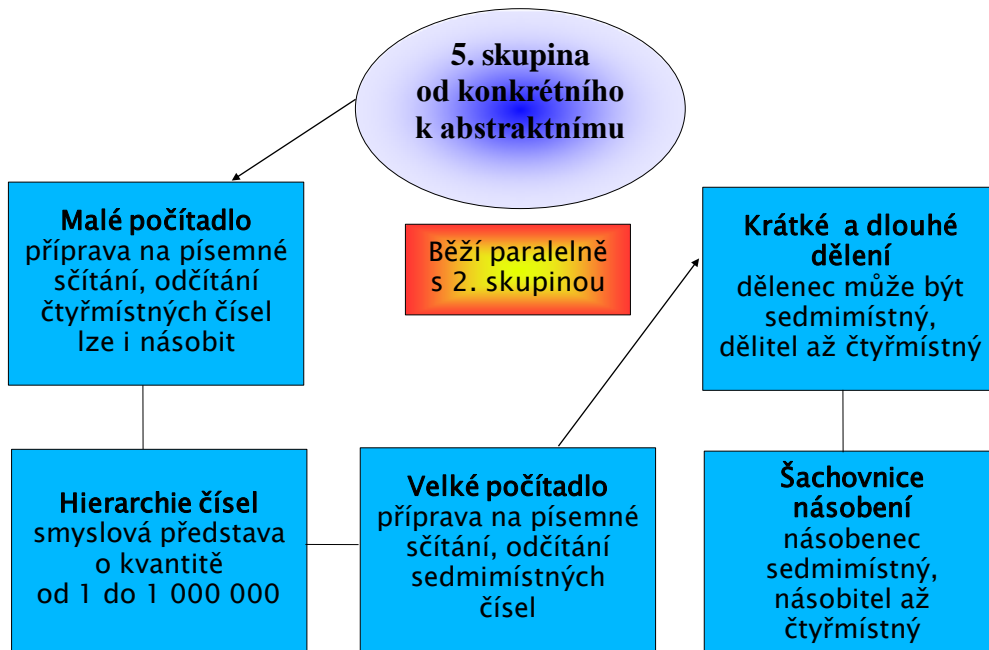 5. skupina
od konkrétního
k abstraktnímu
Malé počítadlo
příprava na písemné
sčítání, odčítání
čtyřmístných čísel
lze i násobit
Běží paralelně
s 2. skupinou
Krátké a dlouhé
dělení
dělenec může být
sedmimístný,
dělitel až čtyřmístný
Hierarchie čísel
smyslová představa
o kvantitě
od 1 do 1 000 000
Velké počítadlo
příprava na písemné
sčítání, odčítání
sedmimístných
čísel
Šachovnice
násobení
násobenec
sedmimístný,
násobitel až
čtyřmístný